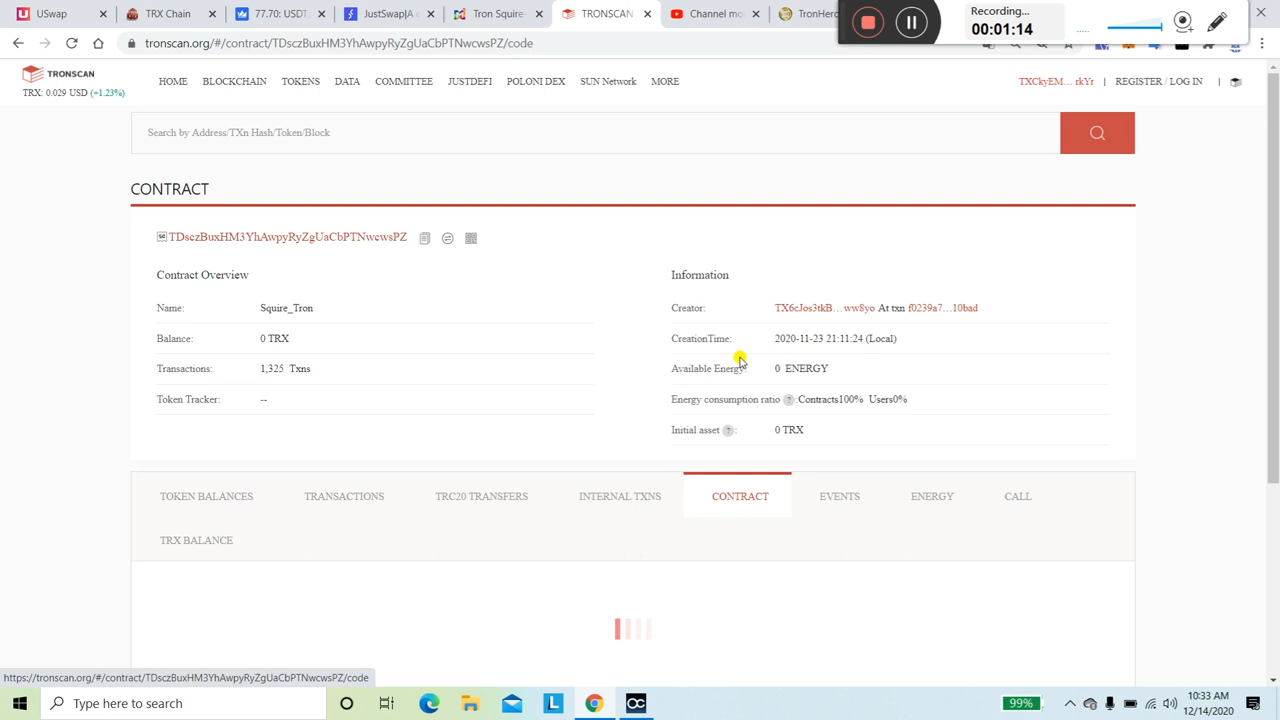 USwap
77
JustSwap
Tron Squire-
TRONSCAN
Channel mo
TronHer
Recording...
00:01:14
tronscan.org/#/contract/TDsczBuxHM3YhAwpyRyZgUaCbPTNwcwsPZ/code
TRONSCAN
TRX: 0.029 USD (+1.23%)
HOME BLOCKCHAIN TOKENS DATA COMMITTEE JUSTDEFI POLONI DEX SUN Network MORE
TXCkyEM... rkYr | REGISTER / LOG IN |
Search by Address/TXn Hash/Token/Block
CONTRACT
TDsczBuxHM3YhAwpyRyZgUaCbPTNwcwsPZ
Contract Overview
Name: Squire_Tron
Balance: 0 TRX
Transactions: 1,325 Txns
Token Tracker: --
Information
Creator: TX6cJos3tkB... ww8yo At txn f0239a7...10bad
CreationTime: 2020-11-23 21:11:24 (Local)
Available Energy: 0 ENERGY
Energy consumption ratio ? :Contracts100% Users0%
Initial asset ? : 0 TRX
TOKEN BALANCES TRANSACTIONS TRC20 TRANSFERS INTERNAL TXNS CONTRACT EVENTS ENERGY CALL
TRX BALANCE
https://tronscan.org/#/contract/TDsczBuxHM3YhAwpyRyZgUaCbPTNwcwsPZ/code
Type here to search
99%
10:33 AM
12/14/2020